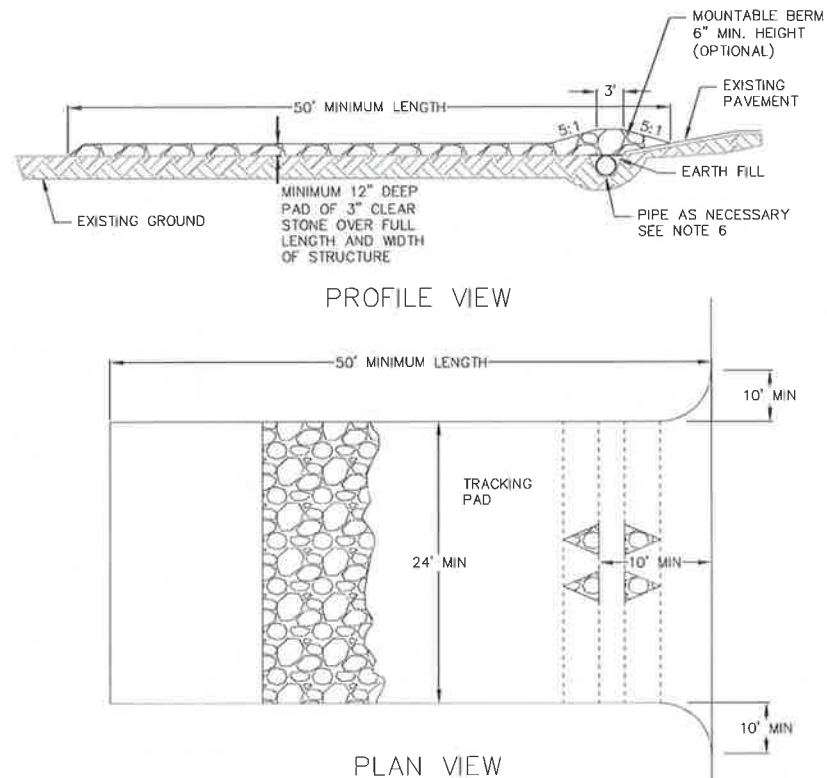 MOUNTABLE BERM
6" MIN. HEIGHT
(OPTIONAL)
50' MINIMUM LENGTH
3'
EXISTING
PAVEMENT
5:1
5:1
EARTH FILL
EXISTING GROUND
MINIMUM 12" DEEP
PAD OF 3" CLEAR
STONE OVER FULL
LENGTH AND WIDTH
OF STRUCTURE
PIPE AS NECESSARY
SEE NOTE 6
PROFILE VIEW
50' MINIMUM LENGTH
10' MIN
TRACKING
PAD
24' MIN
10' MIN
10' MIN
PLAN VIEW